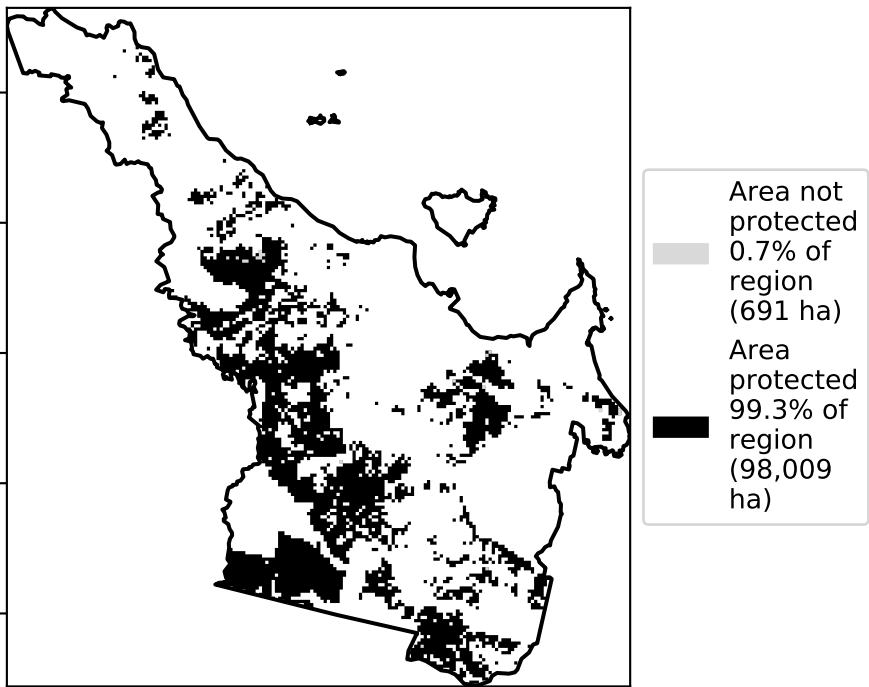 Area not
protected
0.7% of
region
(691 ha)
Area
protected
99.3% of
region
(98,009
ha)